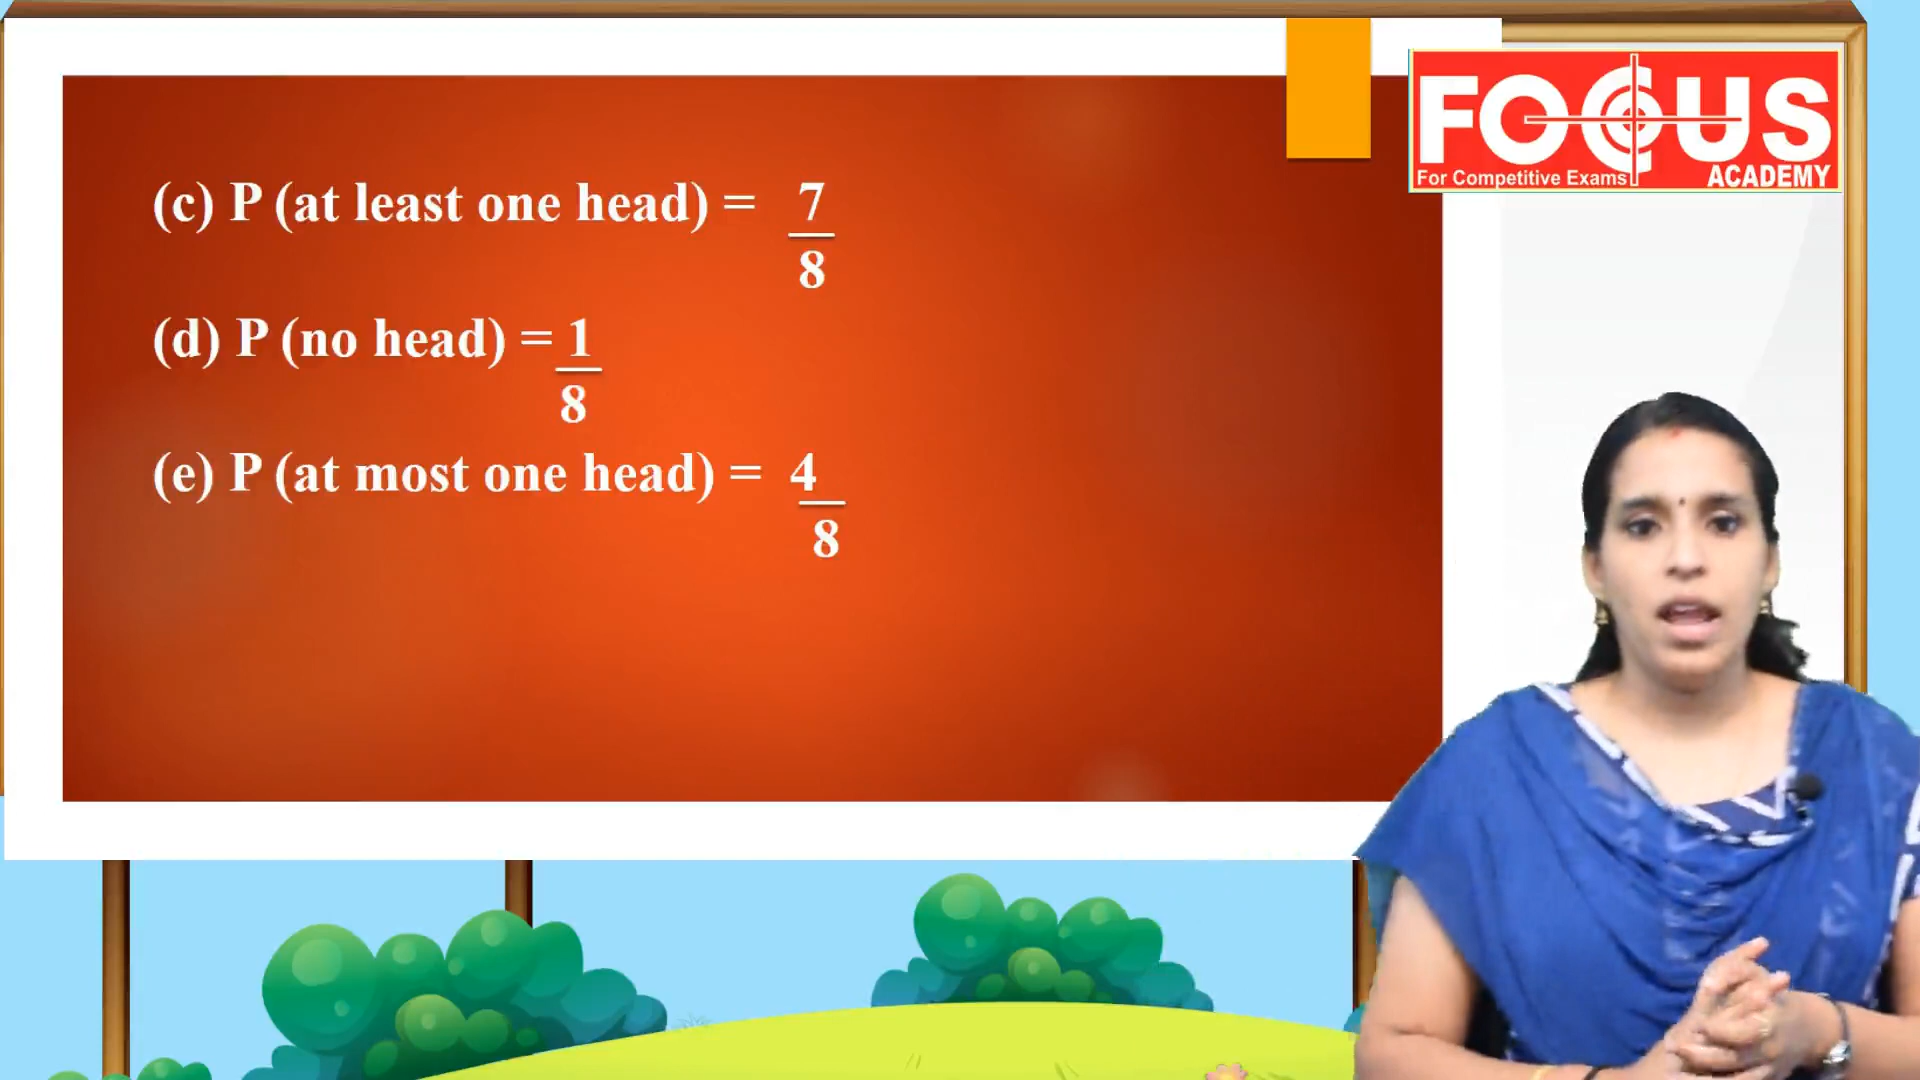 (c) P (at least one head) = 7
8
(d) P (no head) = 1
8
(e) P (at most one head) = 4
8
FOCUS
For Competitive Exams
ACADEMY